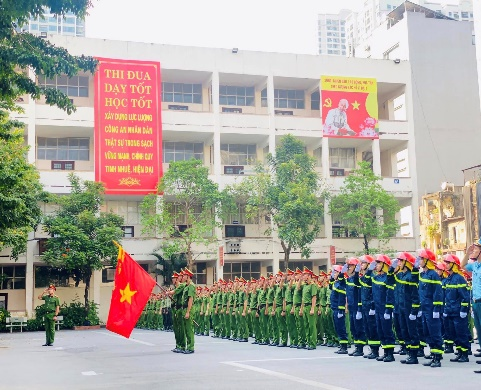 THI ĐUA
DẠY TỐT
HỌC TỐT
XÂY DỰNG LỰC LƯỢNG
CÔNG AN NHÂN DÂN
THẬT SỰ TRONG SẠCH
VỮNG MẠNH, CHÍNH QUY
TINH NHUỆ, HIỆN ĐẠI